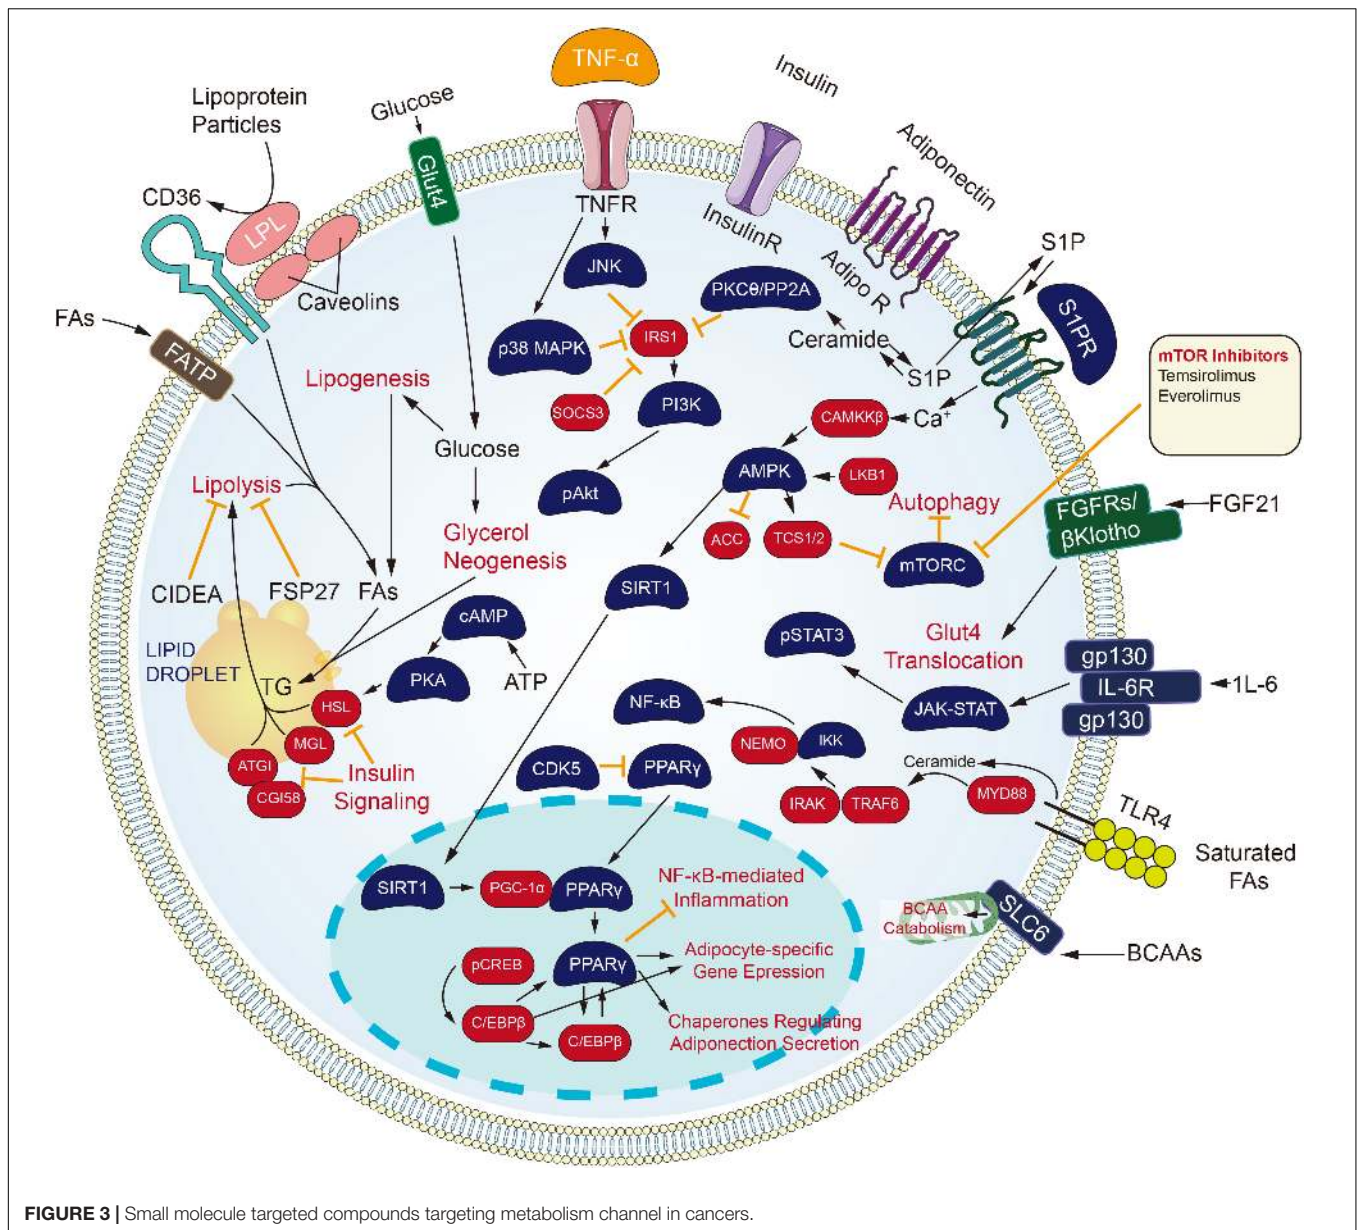 TNF-α
Insulin
Lipoprotein
Particles
Glucose
Adiponectin
Glut4
CD36
LPL
TNFR
InsulinR
S1P
JNK
PKCθ/PP2A
Adipo R
S1PR
Caveolins
FAs
FATP
p38 MAPK
IRS1
Ceramide
mTOR Inhibitors
Temsirolimus
Everolimus
Lipogenesis
S1P
SOCS3
PI3K
CAMKKβ
Ca+
Glucose
AMPK
LKB1
Lipolysis
pAkt
Autophagy
FGFRs/
βKlotho
FGF21
Glycerol
Neogenesis
ACC
TCS1/2
mTORC
CIDEA
FSP27
FAs
SIRT1
cAMP
pSTAT3
Glut4
Translocation
LIPID
DROPLET
gp130
IL-6R
gp130
1L-6
TG
PKA
ATP
HSL
NF-κB
JAK-STAT
MGL
NEMO
IKK
ATGI
CGI58
Insulin
Signaling
CDK5
PPARγ
Ceramide
IRAK
TRAF6
MYD88
TLR4
Saturated
FAs
SIRT1
PGC-1α
PPARγ
NF-κB-mediated
Inflammation
BCAA
Catabolism
SLC6
BCAAs
pCREB
PPARγ
Adipocyte-specific
Gene Epression
C/EBPβ
C/EBPβ
Chaperones Regulating
Adiponection Secretion
FIGURE 3 | Small molecule targeted compounds targeting metabolism channel in cancers.